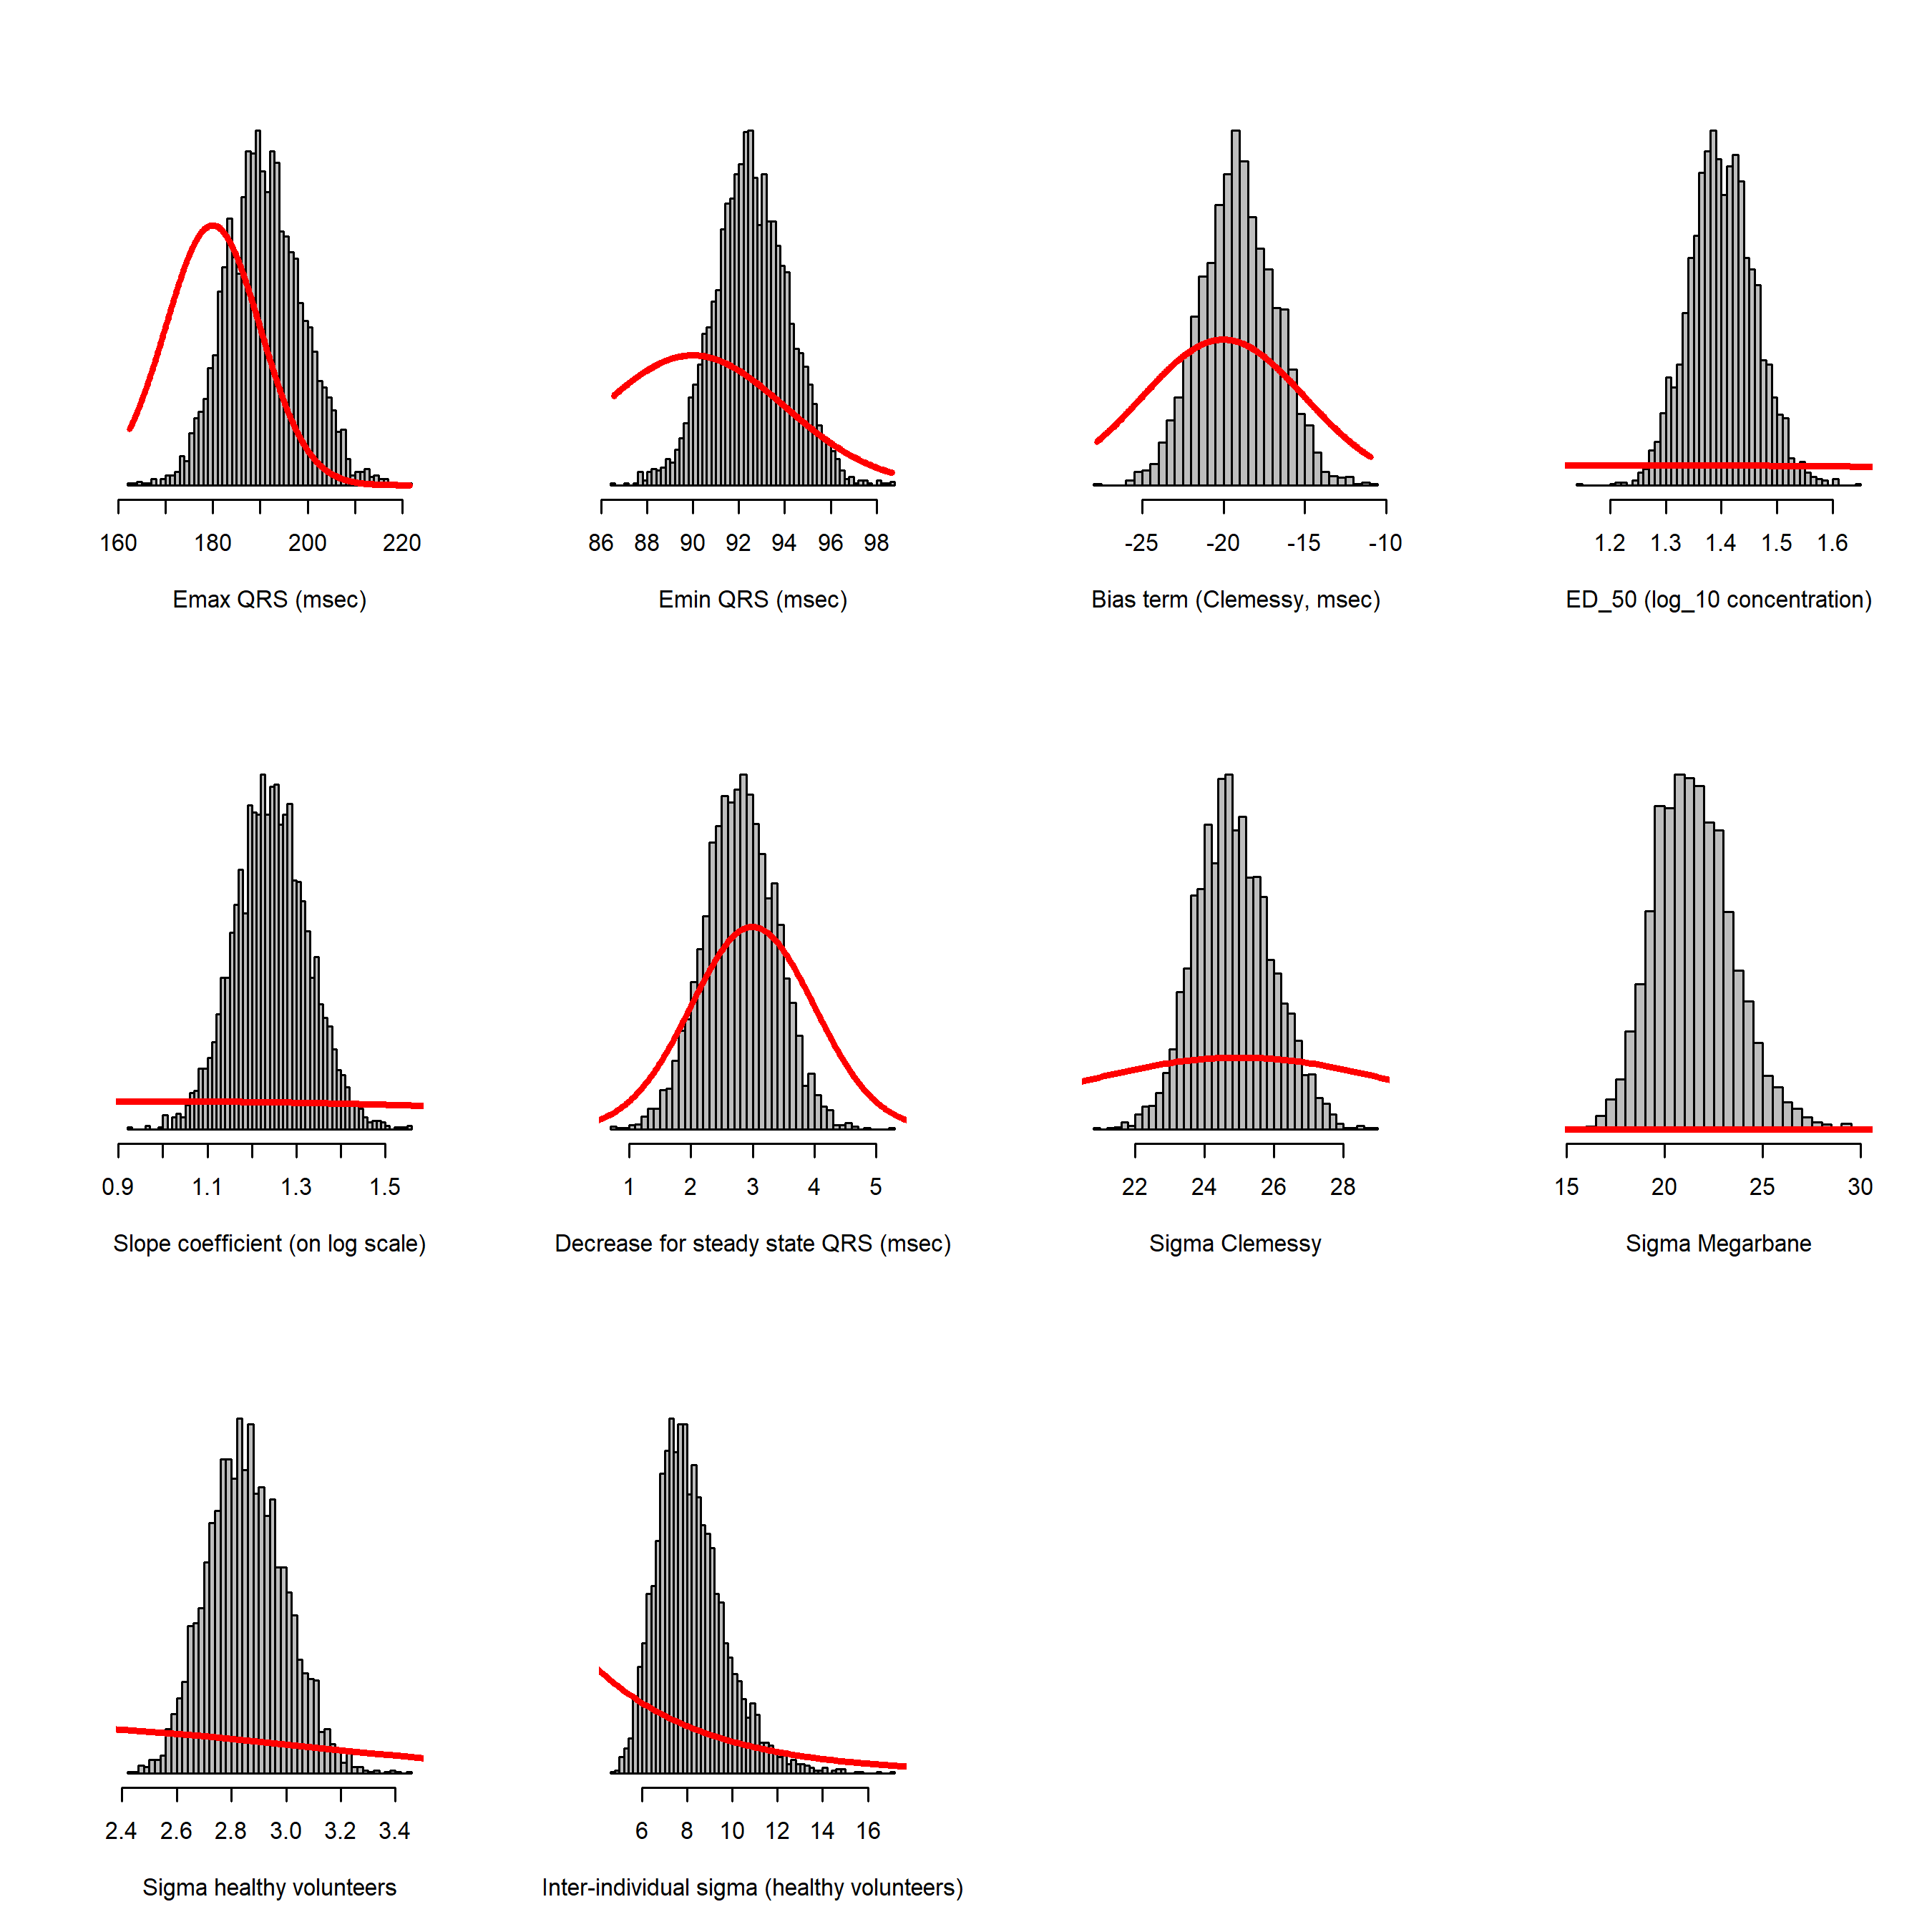 160 180 200 220
Emax QRS (msec)
86 88 90 92 94 96 98
Emin QRS (msec)
-25 -20 -15 -10
Bias term (Clemessy, msec)
1.2 1.3 1.4 1.5 1.6
ED_50 (log_10 concentration)
0.9 1.1 1.3 1.5
Slope coefficient (on log scale)
1 2 3 4 5
Decrease for steady state QRS (msec)
22 24 26 28
Sigma Clemessy
15 20 25 30
Sigma Megarbane
2.4 2.6 2.8 3.0 3.2 3.4
Sigma healthy volunteers
6 8 10 12 14 16
Inter-individual sigma (healthy volunteers)